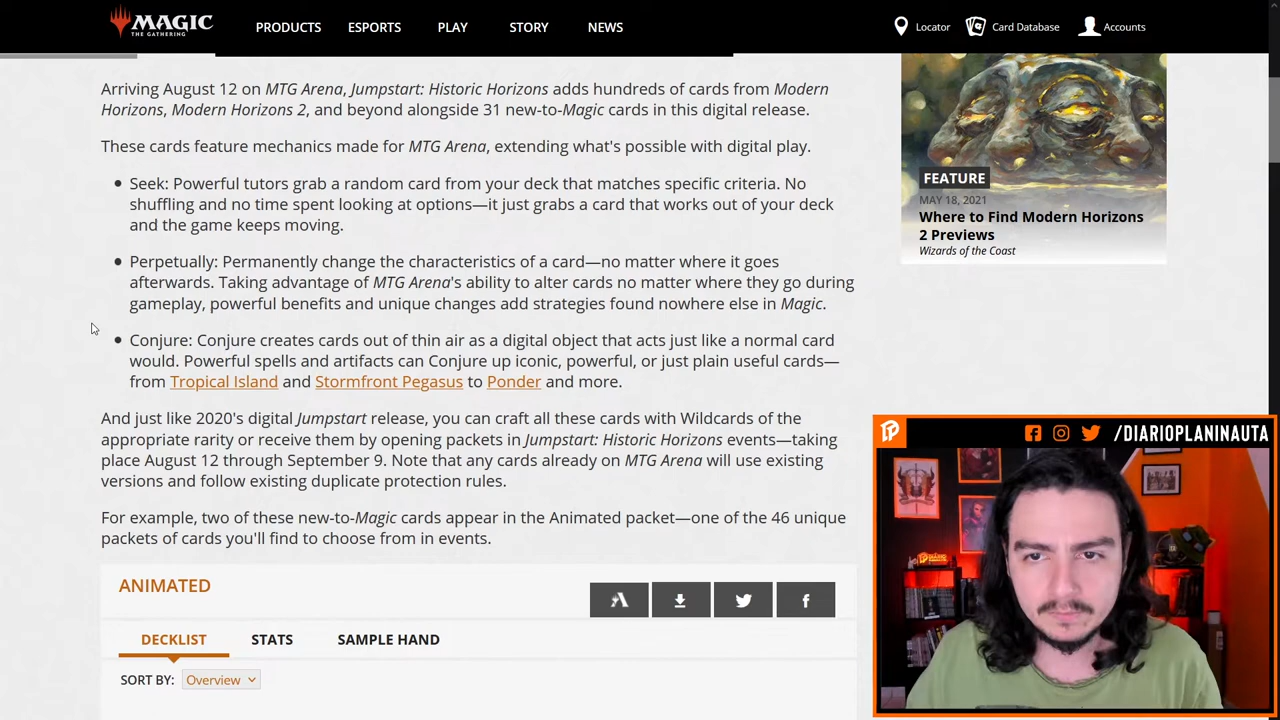 MAGIC
THE GATHERING
PRODUCTS
ESPORTS
PLAY
STORY
NEWS
Locator
Card Database
Accounts
Arriving August 12 on MTG Arena, Jumpstart: Historic Horizons adds hundreds of cards from Modern
Horizons, Modern Horizons 2, and beyond alongside 31 new-to-Magic cards in this digital release.
These cards feature mechanics made for MTG Arena, extending what's possible with digital play.
Seek: Powerful tutors grab a random card from your deck that matches specific criteria. No
shuffling and no time spent looking at options—it just grabs a card that works out of your deck
and the game keeps moving.
Perpetually: Permanently change the characteristics of a card—no matter where it goes
afterwards. Taking advantage of MTG Arena's ability to alter cards no matter where they go during
gameplay, powerful benefits and unique changes add strategies found nowhere else in Magic.
Conjure: Conjure creates cards out of thin air as a digital object that acts just like a normal card
would. Powerful spells and artifacts can Conjure up iconic, powerful, or just plain useful cards—
from Tropical Island and Stormfront Pegasus to Ponder and more.
And just like 2020's digital Jumpstart release, you can craft all these cards with Wildcards of the
appropriate rarity or receive them by opening packets in Jumpstart: Historic Horizons events—taking
place August 12 through September 9. Note that any cards already on MTG Arena will use existing
versions and follow existing duplicate protection rules.
For example, two of these new-to-Magic cards appear in the Animated packet—one of the 46 unique
packets of cards you'll find to choose from in events.
ANIMATED
DECKLIST
STATS
SAMPLE HAND
SORT BY:
Overview
FEATURE
MAY 18, 2021
Where to Find Modern Horizons
2 Previews
Wizards of the Coast
/DIARIOPLANINAUTA